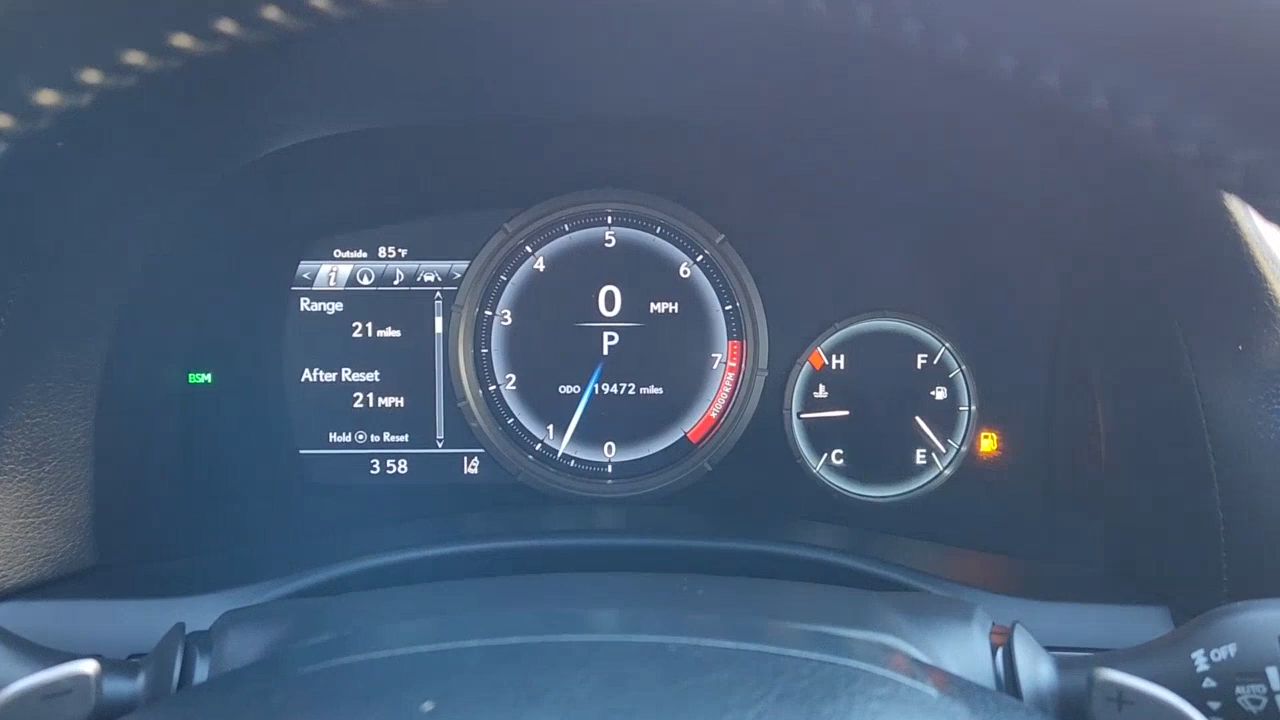 Outside 85°F
< i >
Range
21 miles
After Reset
21 MPH
Hold ⊙ to Reset
3 58
BSM
0 1 2 3 4 5 6 7
x1000RPM
0 MPH
P
ODO 19472 miles
H F
C E
OFF
AUTO